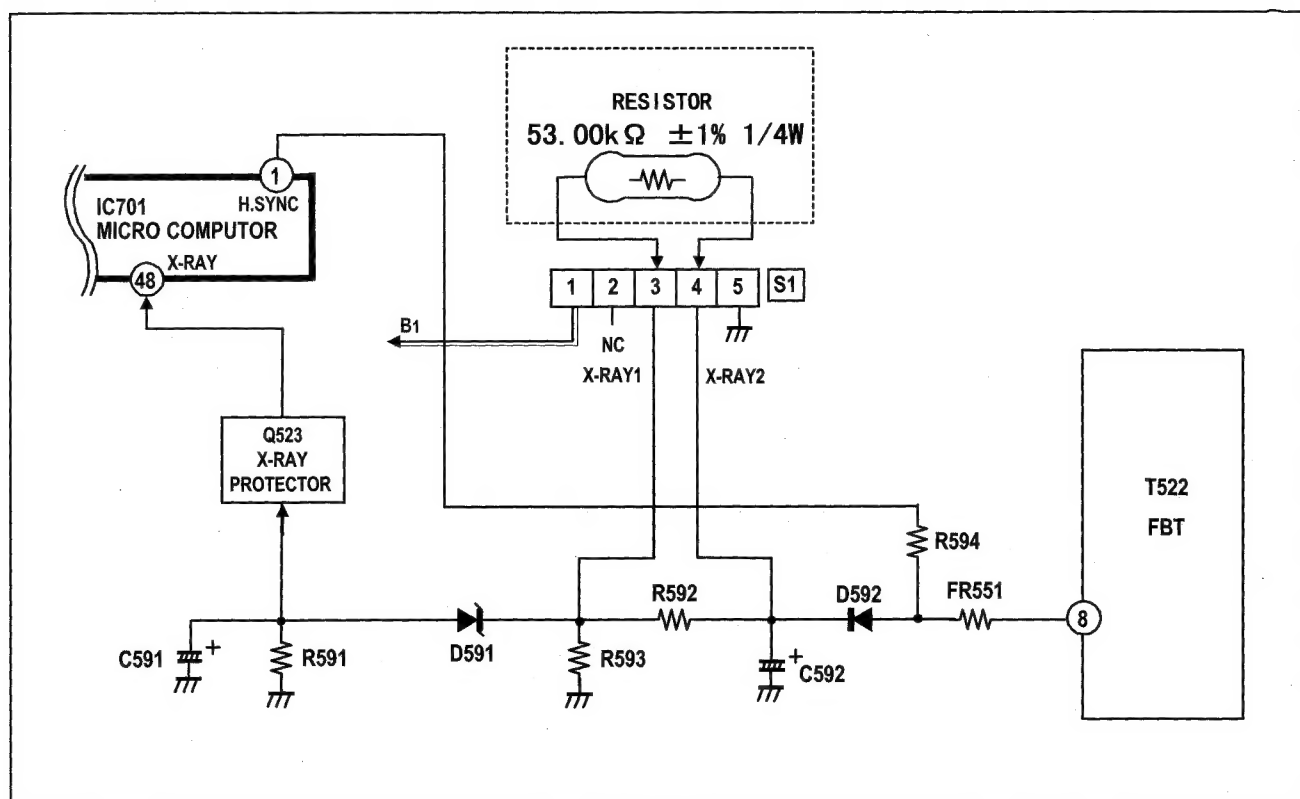 RESISTOR
53.00kΩ ±1% 1/4W
1
H.SYNC
IC701
MICRO COMPUTOR
X-RAY
48
1 2 3 4 5 S1
B1
NC
X-RAY1 X-RAY2
Q523
X-RAY
PROTECTOR
T522
FBT
R594
R592 D592 FR551
8
C591 + R591 D591 R593 + C592